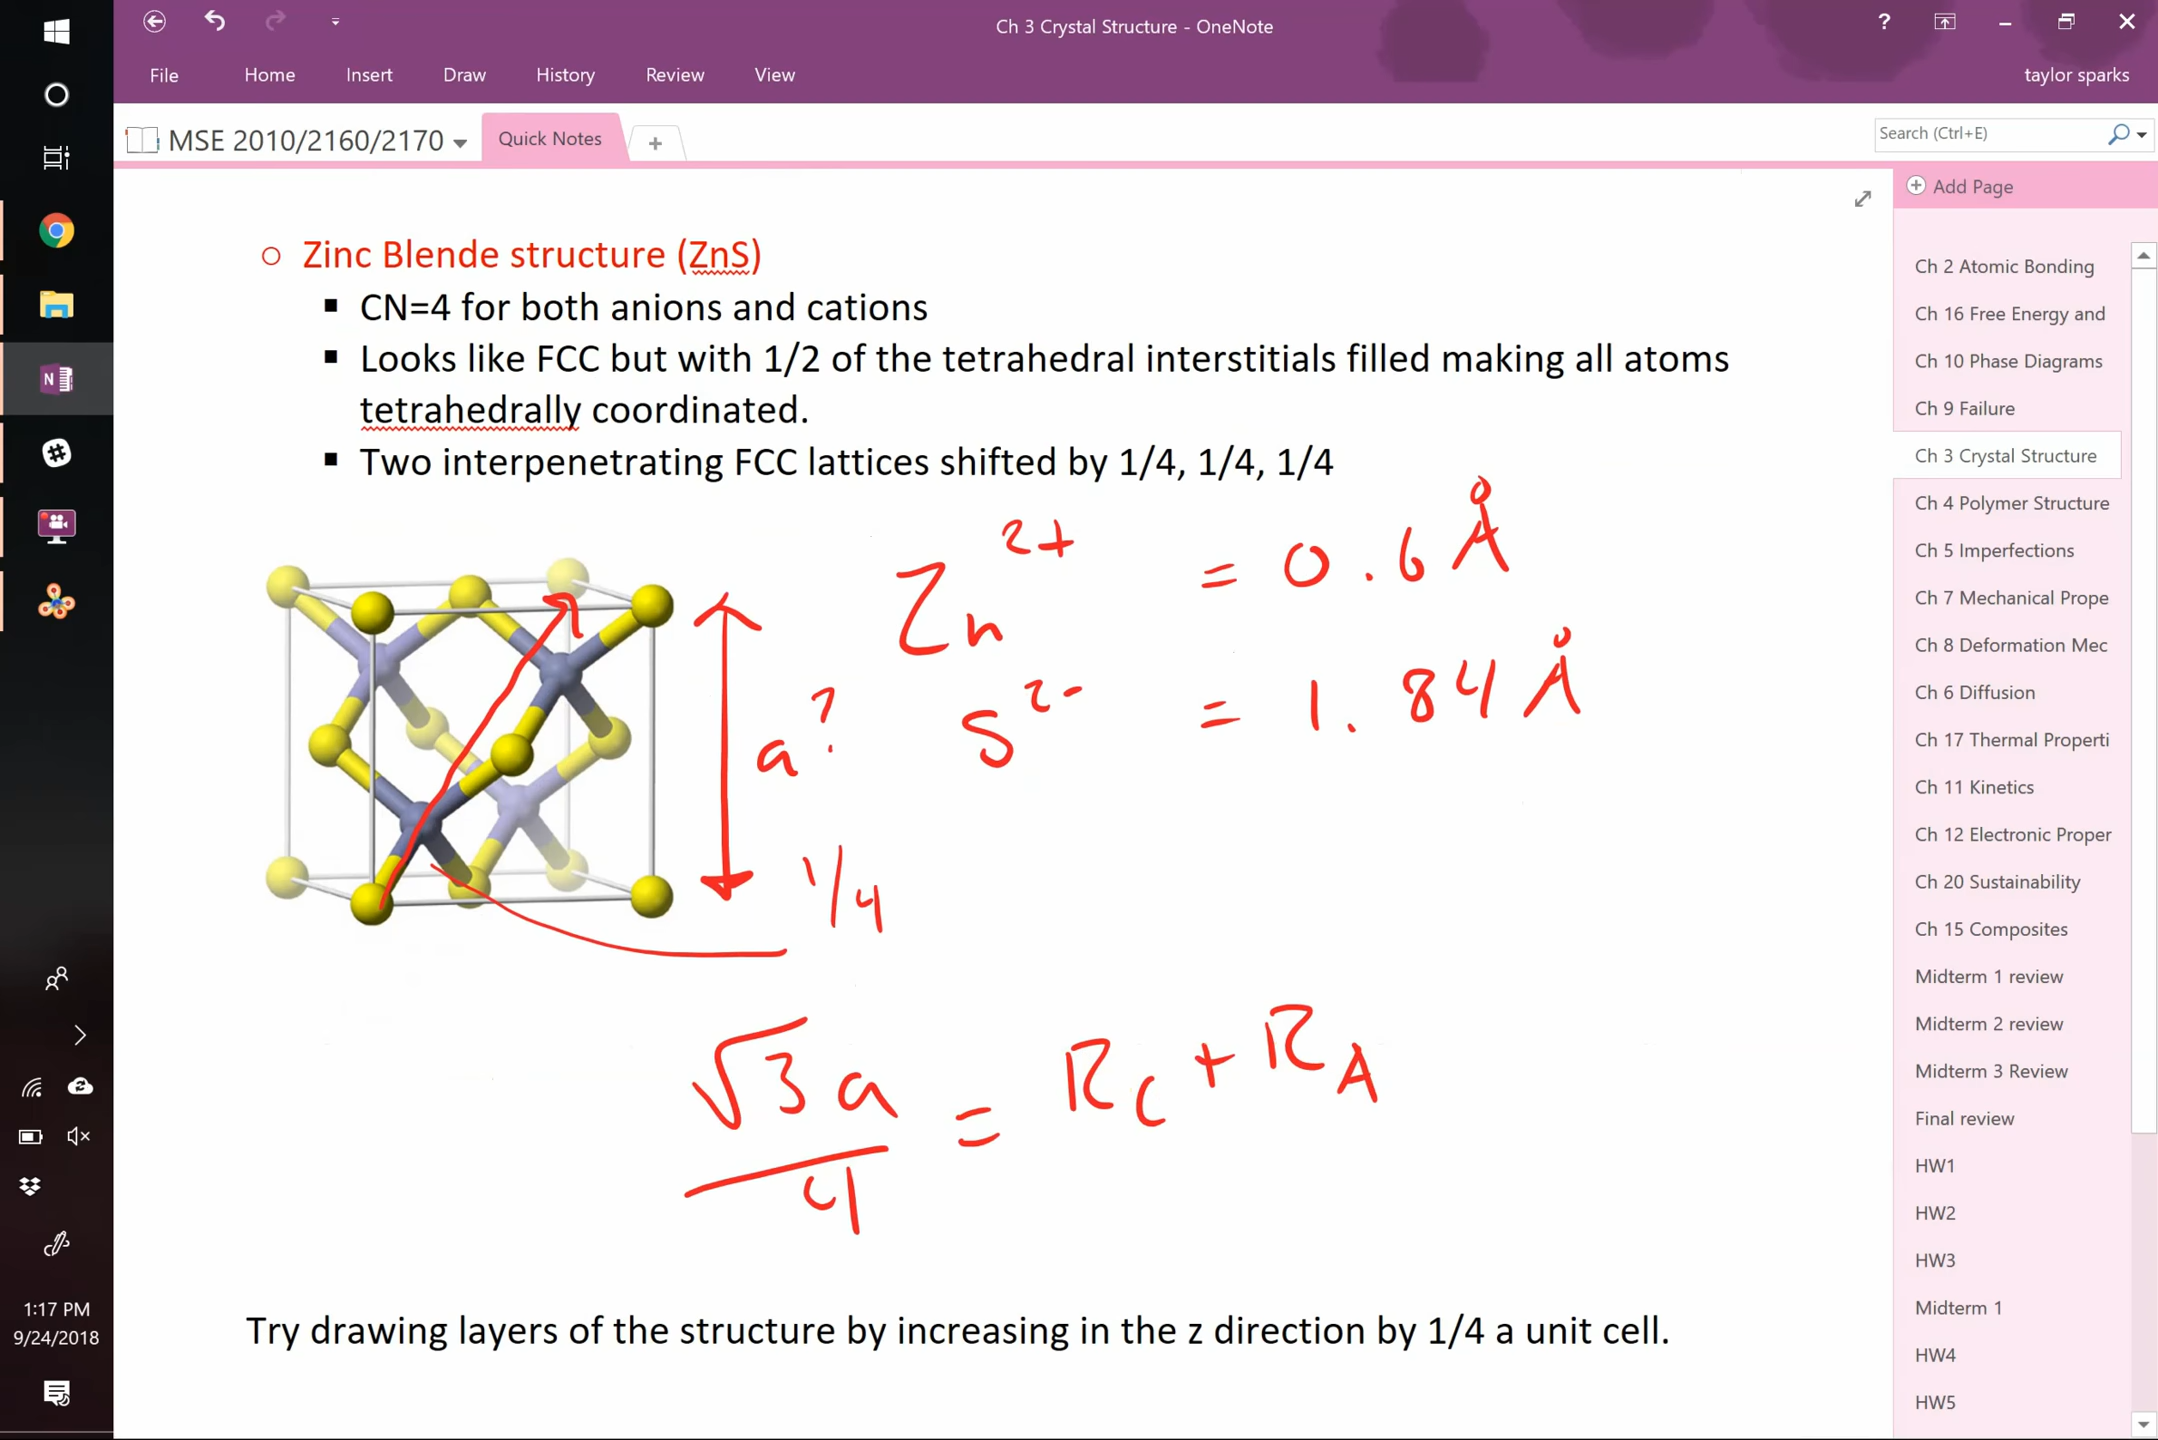 Ch 3 Crystal Structure - OneNote
?
File Home Insert Draw History Review View
taylor sparks
MSE 2010/2160/2170
Quick Notes
+
Search (Ctrl+E)
Add Page
○ Zinc Blende structure (ZnS)
▪ CN=4 for both anions and cations
▪ Looks like FCC but with 1/2 of the tetrahedral interstitials filled making all atoms
tetrahedrally coordinated.
▪ Two interpenetrating FCC lattices shifted by 1/4, 1/4, 1/4
Zn²⁺ = 0.6 Å
S²⁻ = 1.84 Å
a?
1/4
√3 a / 4 = R_C + R_A
Try drawing layers of the structure by increasing in the z direction by 1/4 a unit cell.
Ch 2 Atomic Bonding
Ch 16 Free Energy and
Ch 10 Phase Diagrams
Ch 9 Failure
Ch 3 Crystal Structure
Ch 4 Polymer Structure
Ch 5 Imperfections
Ch 7 Mechanical Prope
Ch 8 Deformation Mec
Ch 6 Diffusion
Ch 17 Thermal Properti
Ch 11 Kinetics
Ch 12 Electronic Proper
Ch 20 Sustainability
Ch 15 Composites
Midterm 1 review
Midterm 2 review
Midterm 3 Review
Final review
HW1
HW2
HW3
Midterm 1
HW4
HW5
N
1:17 PM
9/24/2018